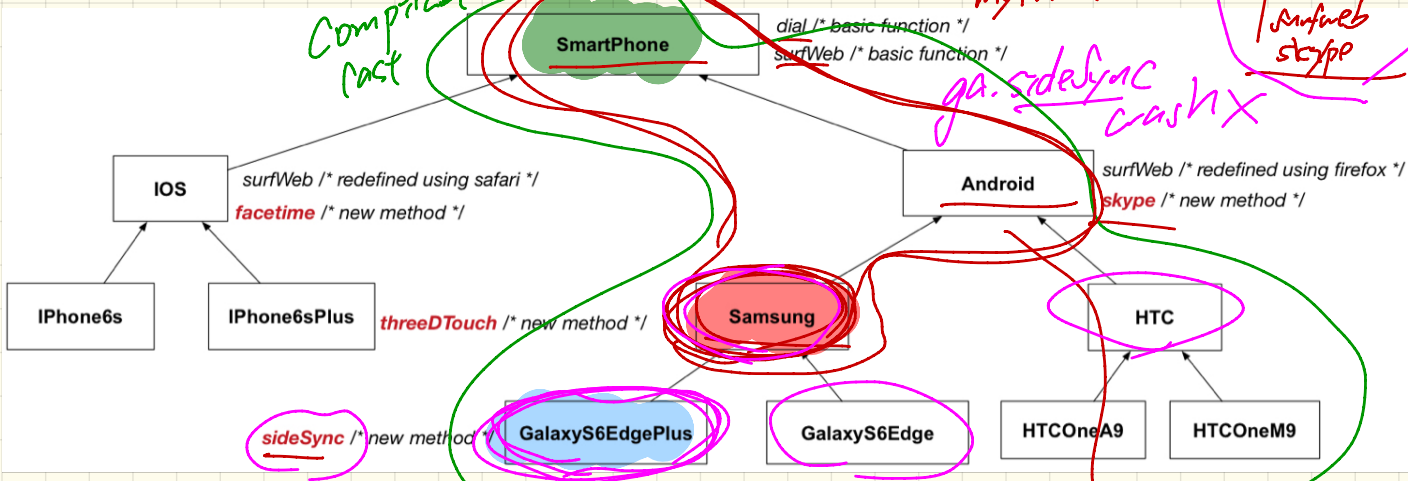 SmartPhone
dial /* basic function */
surfWeb /* basic function */
cast
surfweb
skype
ga.sideSync
crash X
IOS
surfWeb /* redefined using safari */
facetime /* new method */
Android
surfWeb /* redefined using firefox */
skype /* new method */
IPhone6s
IPhone6sPlus
threeDTouch /* new method */
Samsung
HTC
sideSync /* new method */
GalaxyS6EdgePlus
GalaxyS6Edge
HTCOneA9
HTCOneM9